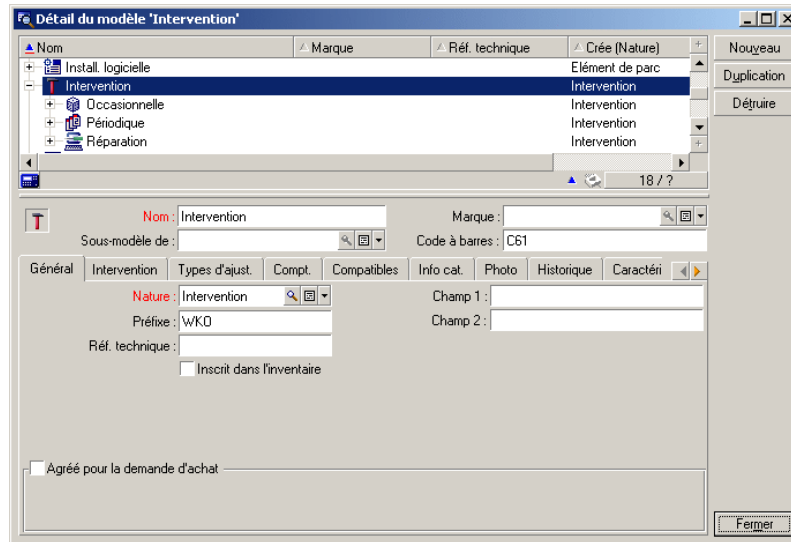 Détail du modèle 'Intervention'
Nom Marque Réf. technique Crée (Nature)
Install. logicielle Elément de parc
Intervention Intervention
Occasionnelle Intervention
Périodique Intervention
Réparation Intervention
18 / ?
Nouveau
Duplication
Détruire
Nom : Intervention Marque :
Sous-modèle de : Code à barres : C61
Général Intervention Types d'ajust. Compt. Compatibles Info cat. Photo Historique Caractéri
Nature : Intervention Champ 1 :
Préfixe : WKO Champ 2 :
Réf. technique :
Inscrit dans l'inventaire
Agréé pour la demande d'achat
Fermer